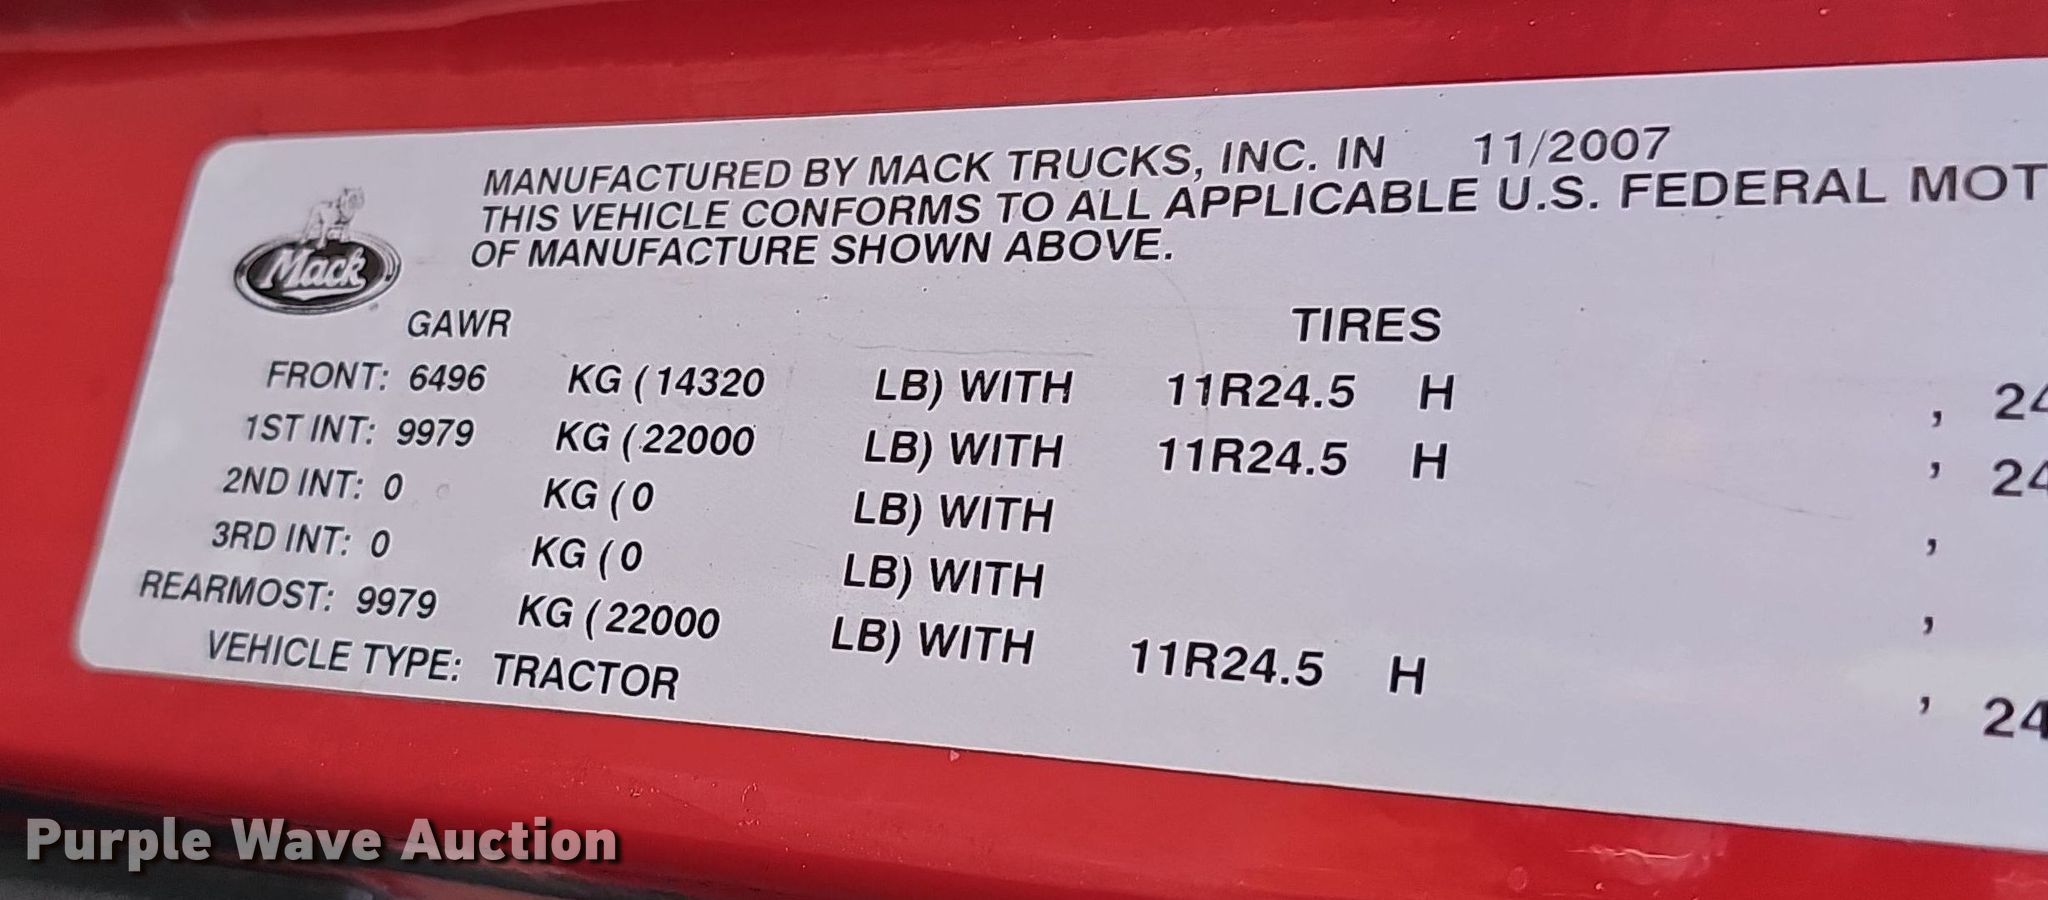 MANUFACTURED BY MACK TRUCKS, INC. IN 11/2007
THIS VEHICLE CONFORMS TO ALL APPLICABLE U.S. FEDERAL MOT
OF MANUFACTURE SHOWN ABOVE.
Mack
GAWR TIRES
FRONT: 6496 KG (14320 LB) WITH 11R24.5 H , 24
1ST INT: 9979 KG (22000 LB) WITH 11R24.5 H , 24
2ND INT: 0 KG (0 LB) WITH ,
3RD INT: 0 KG (0 LB) WITH ,
REARMOST: 9979 KG (22000 LB) WITH 11R24.5 H , 24
VEHICLE TYPE: TRACTOR
Purple Wave Auction